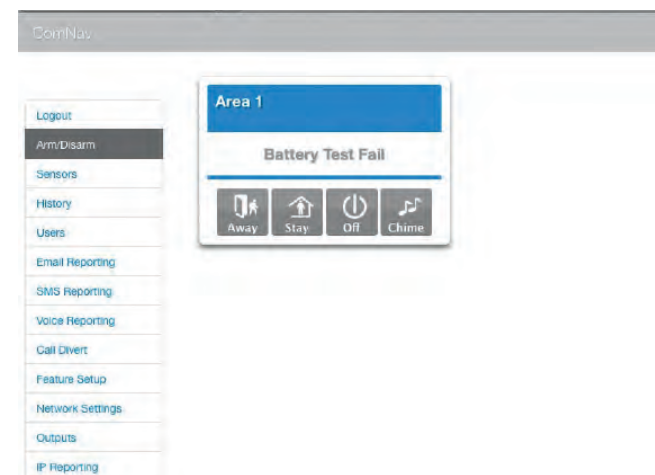 ComNav
Logout
Arm/Disarm
Sensors
History
Users
Email Reporting
SMS Reporting
Voice Reporting
Call Divert
Feature Setup
Network Settings
Outputs
IP Reporting
Area 1
Battery Test Fail
Away Stay Off Chime